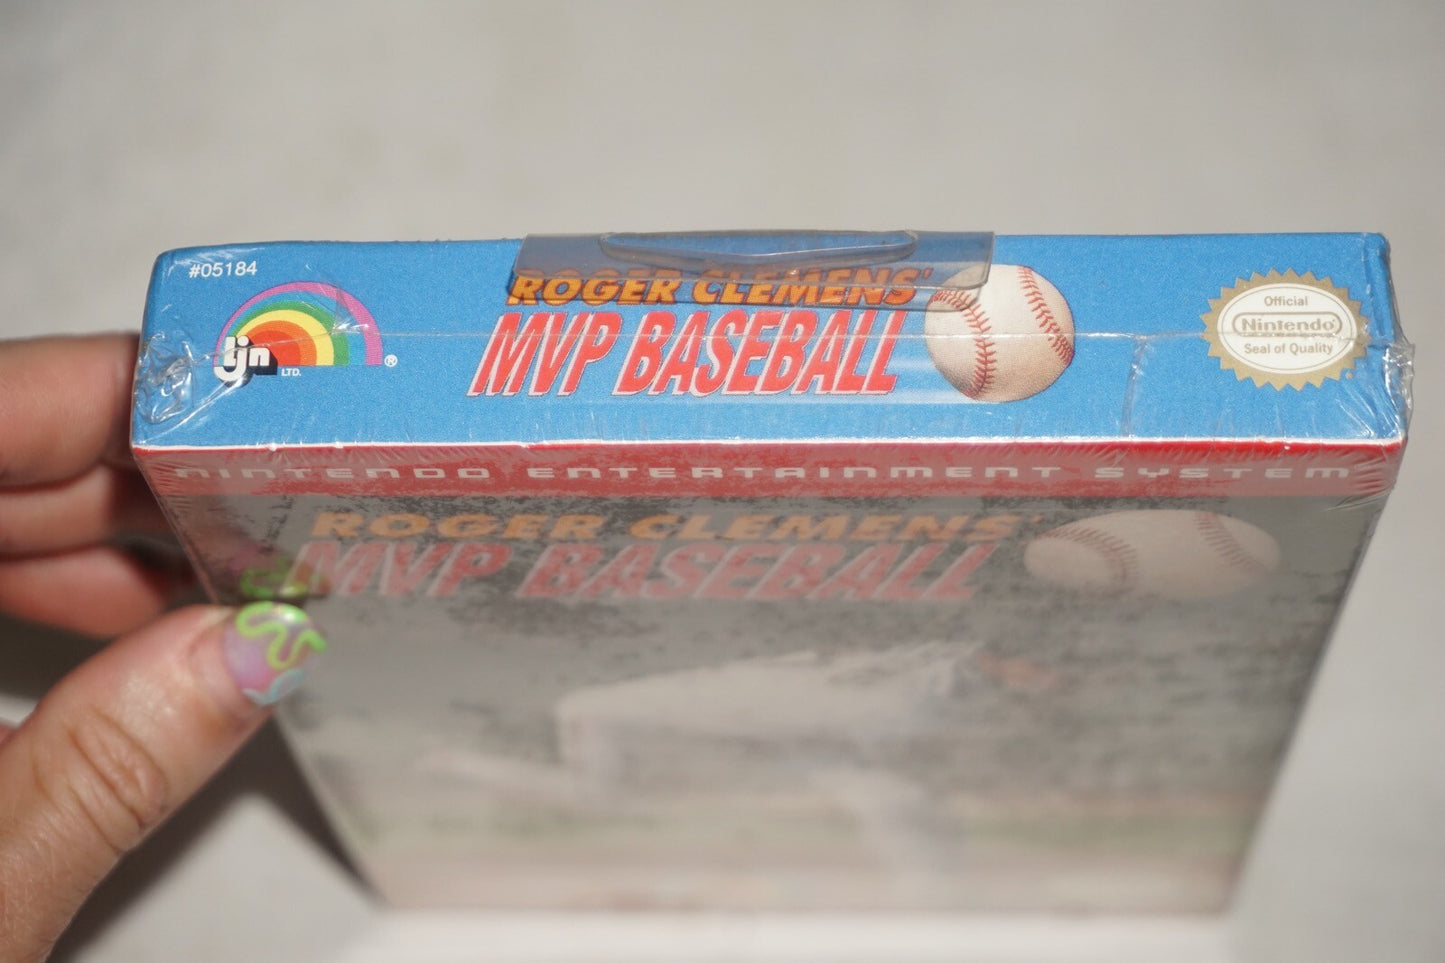 #05184
ljn
LTD.
®
ROGER CLEMENS'
MVP BASEBALL
Official
Nintendo
Seal of Quality
NINTENDO ENTERTAINMENT SYSTEM
ROGER CLEMENS'
MVP BASEBALL